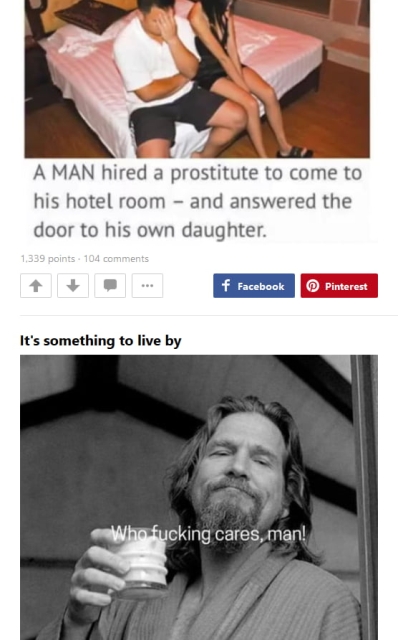 A MAN hired a prostitute to come to
his hotel room – and answered the
door to his own daughter.
1,339 points · 104 comments
Facebook
Pinterest
It's something to live by
Who fucking cares, man!